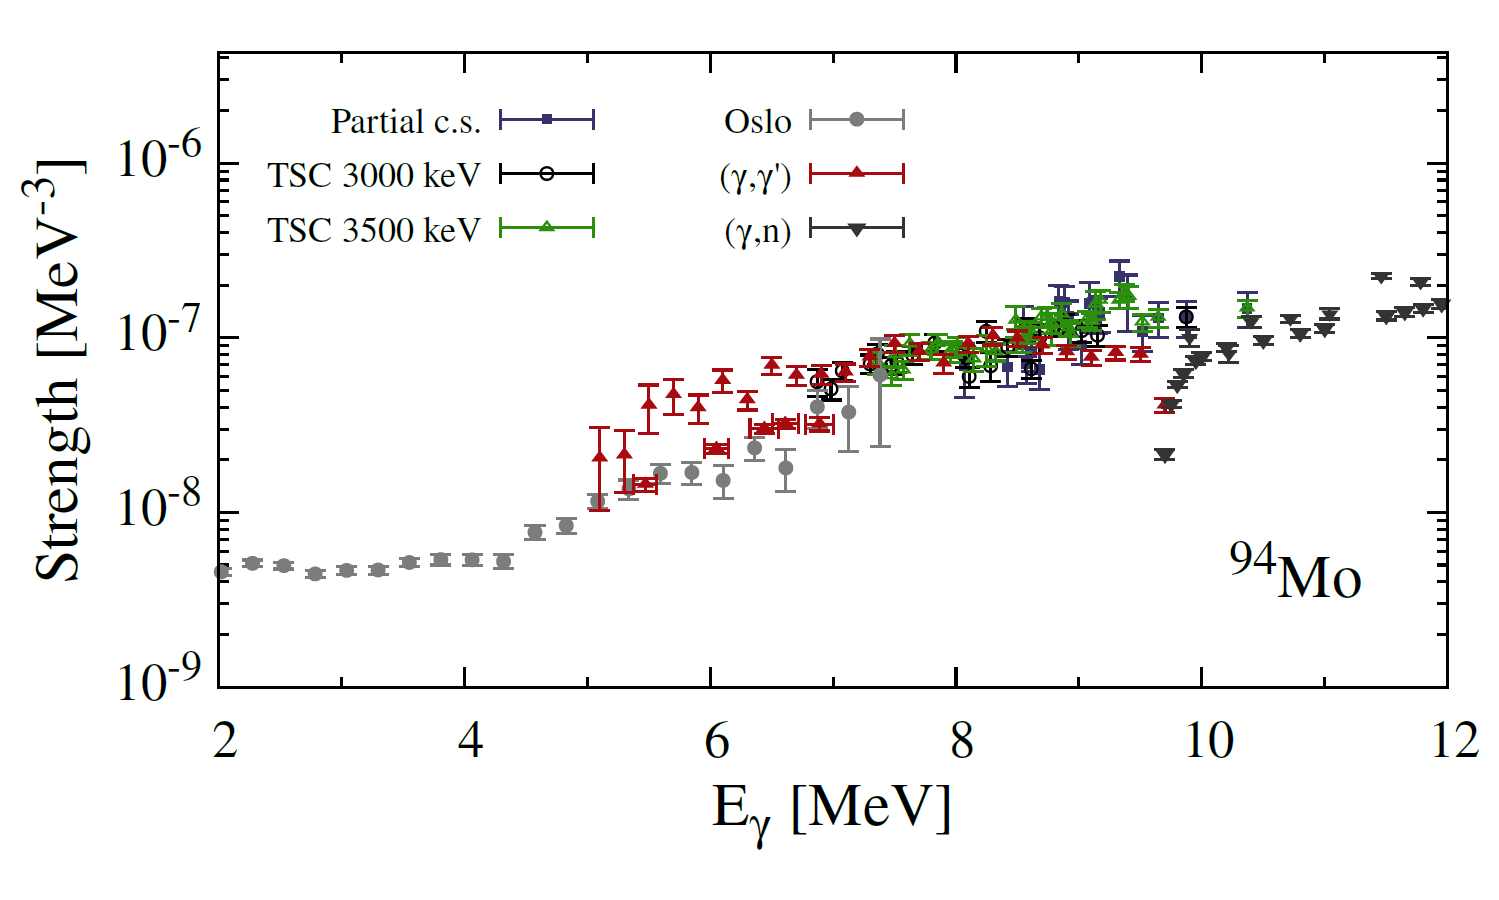 Partial c.s.
TSC 3000 keV
TSC 3500 keV
Oslo
(γ,γ')
(γ,n)
Strength [MeV⁻³]
10⁻⁶
10⁻⁷
10⁻⁸
10⁻⁹
⁹⁴Mo
2 4 6 8 10 12
Eγ [MeV]